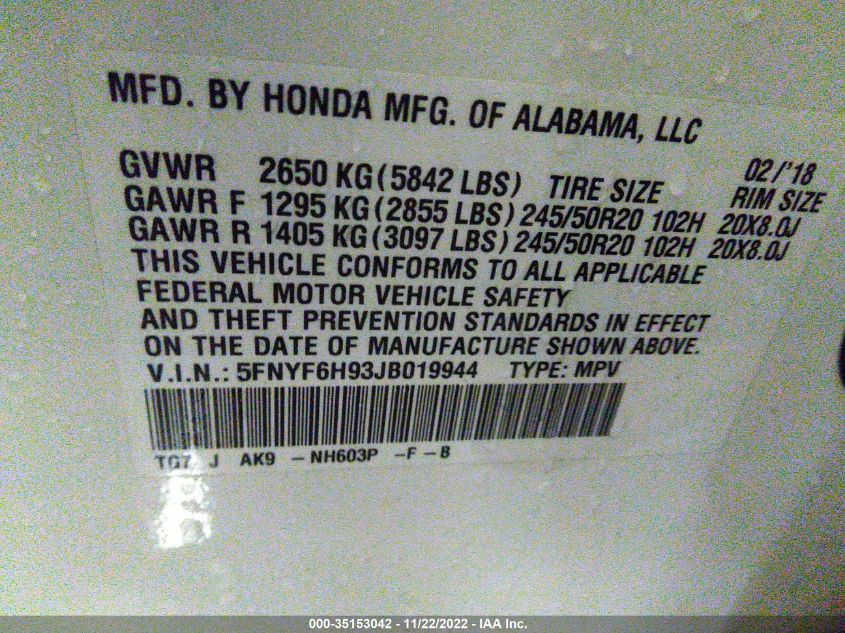 MFD. BY HONDA MFG. OF ALABAMA, LLC
02/'18
GVWR 2650 KG (5842 LBS) TIRE SIZE RIM SIZE
GAWR F 1295 KG (2855 LBS) 245/50R20 102H 20X8.0J
GAWR R 1405 KG (3097 LBS) 245/50R20 102H 20X8.0J
THIS VEHICLE CONFORMS TO ALL APPLICABLE
FEDERAL MOTOR VEHICLE SAFETY
AND THEFT PREVENTION STANDARDS IN EFFECT
ON THE DATE OF MANUFACTURE SHOWN ABOVE.
V.I.N.: 5FNYF6H93JB019944 TYPE: MPV
TG7 J AK9 – NH603P – F – B
000-35153042 - 11/22/2022 - IAA Inc.